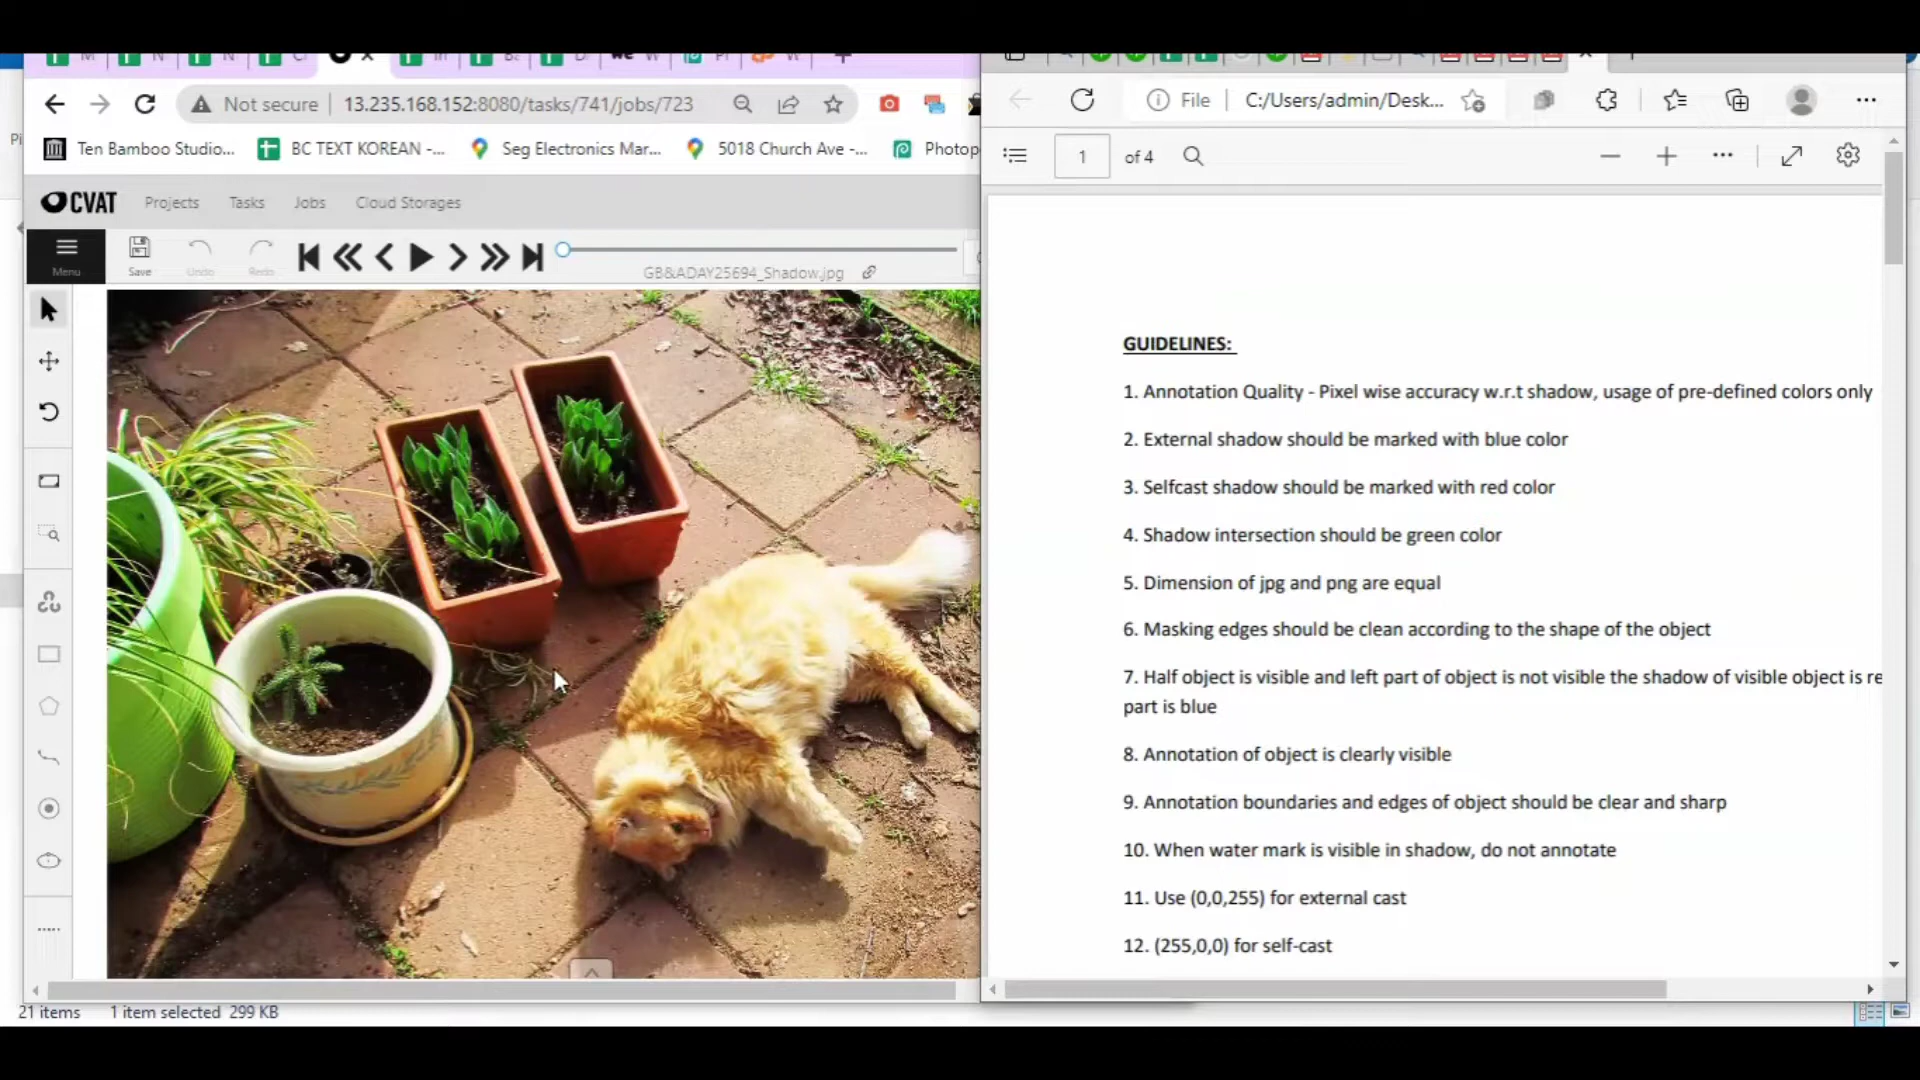 Not secure
13.235.168.152:8080/tasks/741/jobs/723
Ten Bamboo Studio...
BC TEXT KOREAN -...
Seg Electronics Mar...
5018 Church Ave -...
Photop
CVAT
Projects
Tasks
Jobs
Cloud Storages
Menu
Save
Undo
Redo
GB&ADAY25694_Shadow.jpg
21 items
1 item selected 299 KB
File
C:/Users/admin/Desk...
1
of 4
GUIDELINES:
1. Annotation Quality - Pixel wise accuracy w.r.t shadow, usage of pre-defined colors only
2. External shadow should be marked with blue color
3. Selfcast shadow should be marked with red color
4. Shadow intersection should be green color
5. Dimension of jpg and png are equal
6. Masking edges should be clean according to the shape of the object
7. Half object is visible and left part of object is not visible the shadow of visible object is re
part is blue
8. Annotation of object is clearly visible
9. Annotation boundaries and edges of object should be clear and sharp
10. When water mark is visible in shadow, do not annotate
11. Use (0,0,255) for external cast
12. (255,0,0) for self-cast